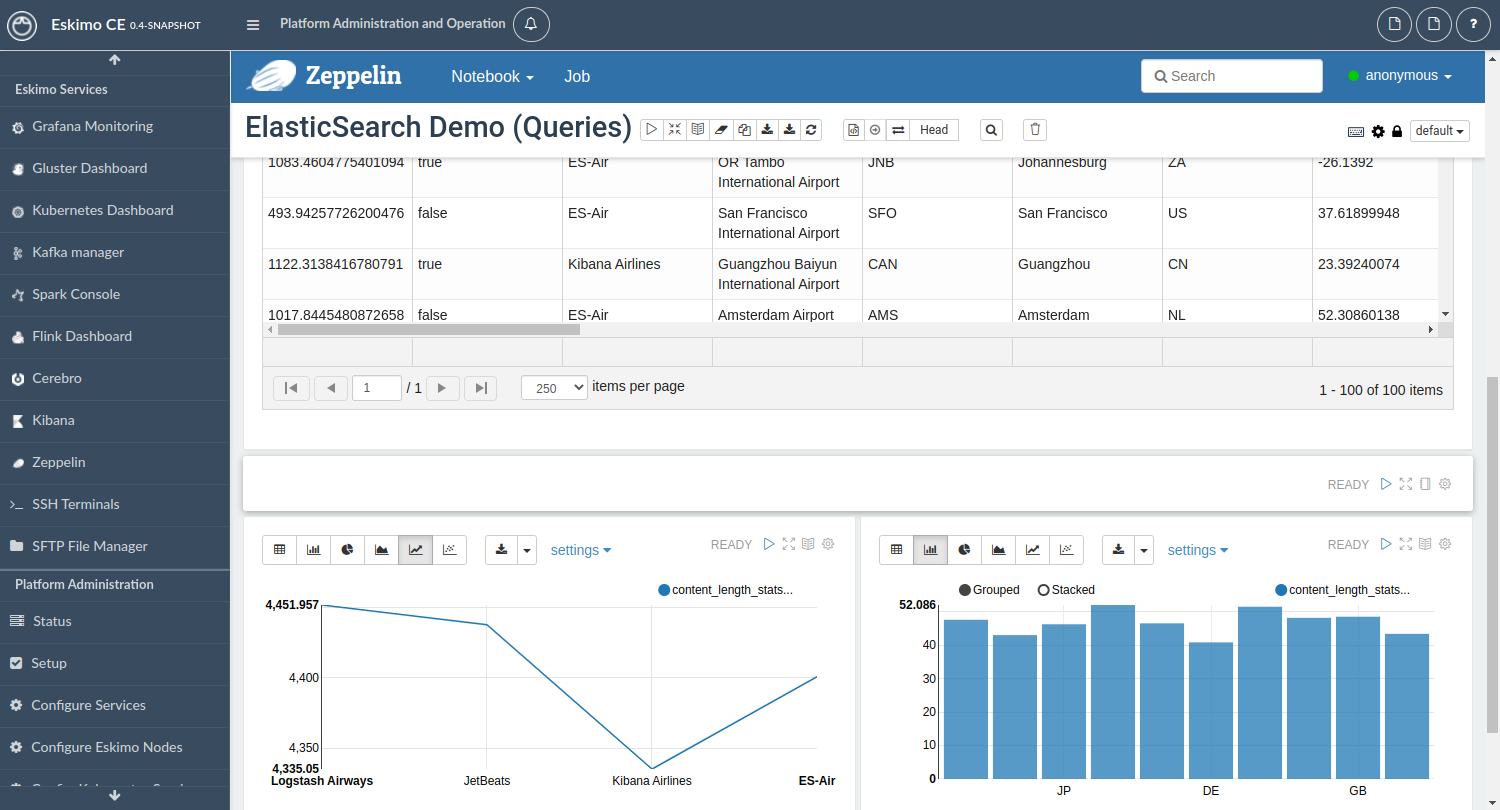 Eskimo CE 0.4-SNAPSHOT
Platform Administration and Operation
?
Eskimo Services
Grafana Monitoring
Gluster Dashboard
Kubernetes Dashboard
Kafka manager
Spark Console
Flink Dashboard
Cerebro
Kibana
Zeppelin
SSH Terminals
SFTP File Manager
Platform Administration
Status
Setup
Configure Services
Configure Eskimo Nodes
Zeppelin Notebook Job Search anonymous
ElasticSearch Demo (Queries) Head default
1083.4604775401094 true ES-Air OR Tambo JNB Johannesburg ZA -26.1392
International Airport
493.94257726200476 false ES-Air San Francisco SFO San Francisco US 37.61899948
International Airport
1122.3138416780791 true Kibana Airlines Guangzhou Baiyun CAN Guangzhou CN 23.39240074
International Airport
1017.8445480872658 false ES-Air Amsterdam Airport AMS Amsterdam NL 52.30860138
1 / 1 250 items per page 1 - 100 of 100 items
READY
settings READY
content_length_stats...
4,451.957
4,400
4,350
4,335.05
Logstash Airways JetBeats Kibana Airlines ES-Air
settings READY
Grouped Stacked content_length_stats...
52.086
40
30
20
10
0
JP DE GB